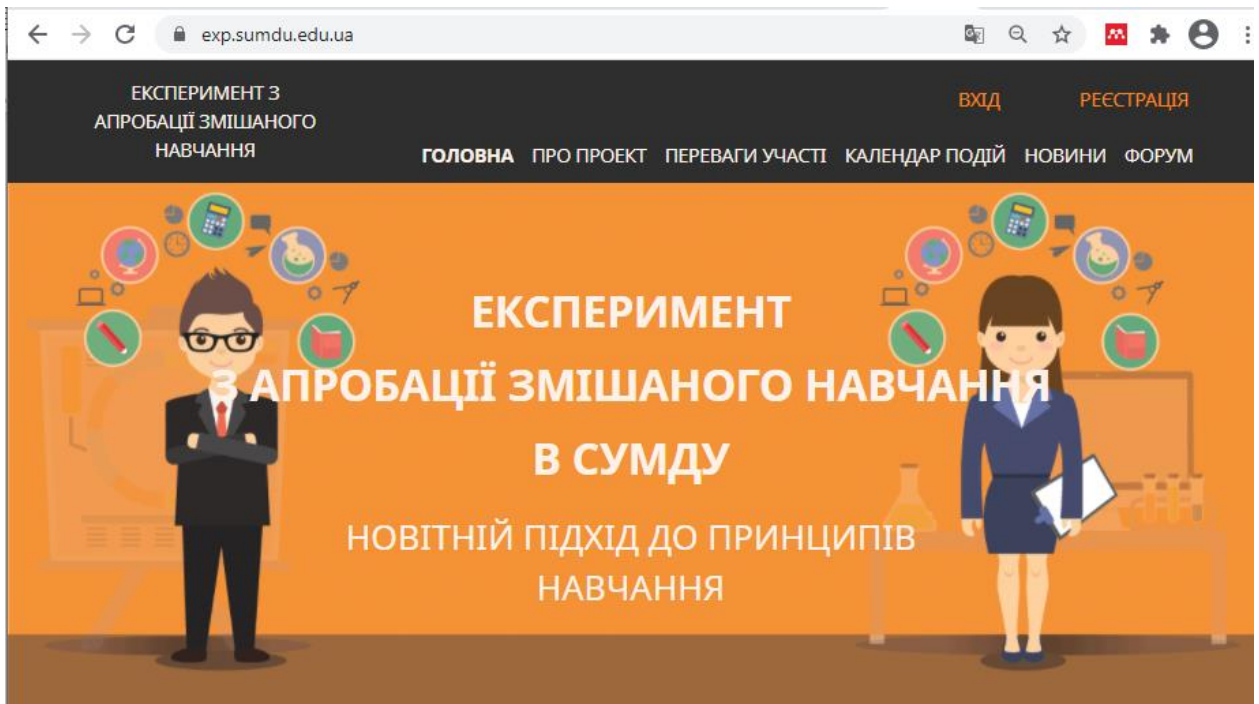 exp.sumdu.edu.ua
ЕКСПЕРИМЕНТ З
АПРОБАЦІЇ ЗМІШАНОГО
НАВЧАННЯ
ВХІД РЕЄСТРАЦІЯ
ГОЛОВНА ПРО ПРОЕКТ ПЕРЕВАГИ УЧАСТІ КАЛЕНДАР ПОДІЙ НОВИНИ ФОРУМ
ЕКСПЕРИМЕНТ
З АПРОБАЦІЇ ЗМІШАНОГО НАВЧАННЯ
В СУМДУ
НОВІТНІЙ ПІДХІД ДО ПРИНЦИПІВ
НАВЧАННЯ